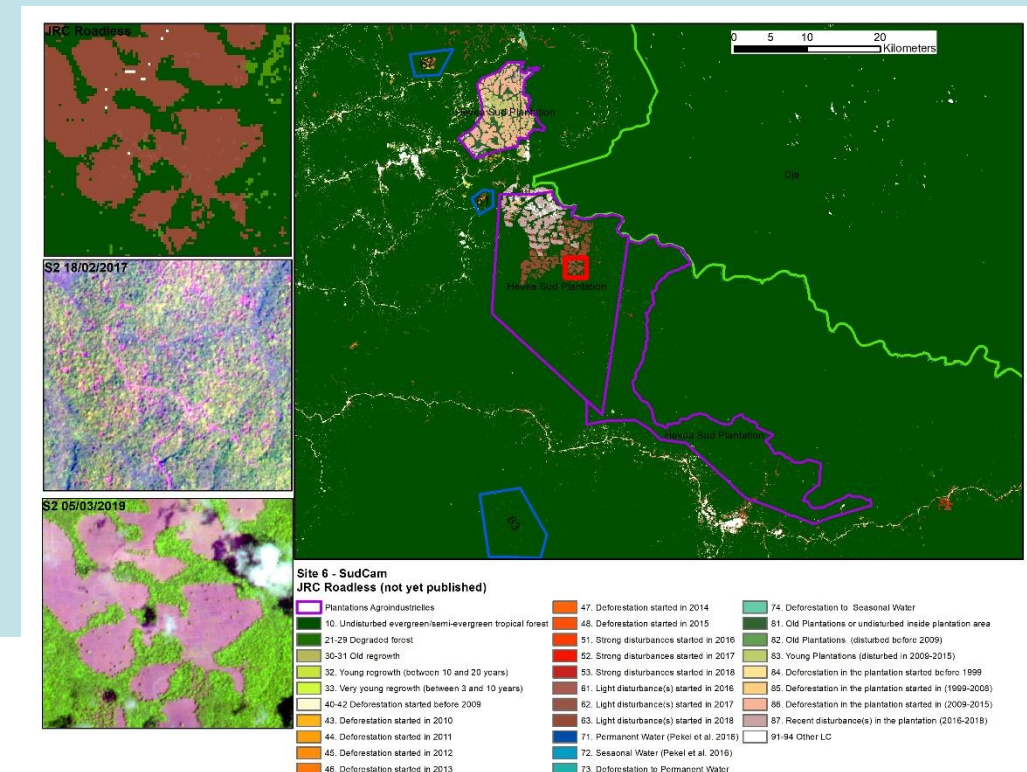 JRC Roadless
S2 18/02/2017
S2 05/03/2019
0 5 10 20
Kilometers
Hevea Sud Plantation
Dja
Hevea Sud Plantation
Hevea Sud Plantation
63
Site 6 - SudCam
JRC Roadless (not yet published)
Plantations Agroindustrielles
10. Undisturbed evergreen/semi-evergreen tropical forest
21-29 Degraded forest
30-31 Old regrowth
32. Young regrowth (between 10 and 20 years)
33. Very young regrowth (between 3 and 10 years)
40-42 Deforestation started before 2009
43. Deforestation started in 2010
44. Deforestation started in 2011
45. Deforestation started in 2012
46. Deforestation started in 2013
47. Deforestation started in 2014
48. Deforestation started in 2015
51. Strong disturbances started in 2016
52. Strong disturbances started in 2017
53. Strong disturbances started in 2018
61. Light disturbance(s) started in 2016
62. Light disturbance(s) started in 2017
63. Light disturbance(s) started in 2018
71. Permanent Water (Pekel et al. 2016)
72. Sesaonal Water (Pekel et al. 2016)
73. Deforestation to Permanent Water
74. Deforestation to Seasonal Water
81. Old Plantations or undisturbed inside plantation area
82. Old Plantations (disturbed before 2009)
83. Young Plantations (disturbed in 2009-2015)
84. Deforestation in the plantation started before 1999
85. Deforestation in the plantation started in (1999-2008)
86. Deforestation in the plantation started in (2009-2015)
87. Recent disturbance(s) in the plantation (2016-2018)
91-94 Other LC